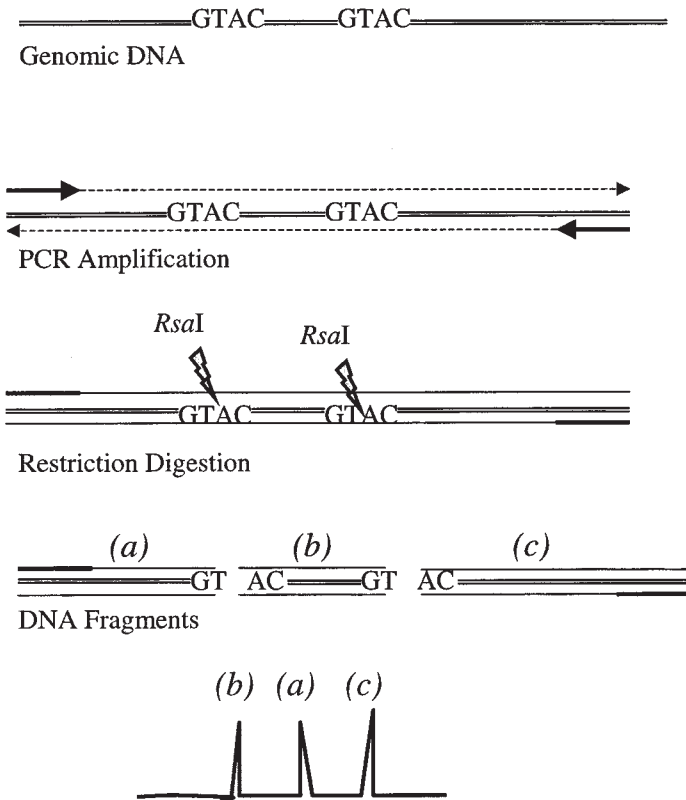 GTAC GTAC
Genomic DNA
GTAC GTAC
PCR Amplification
RsaI RsaI
GTAC GTAC
Restriction Digestion
(a) (b) (c)
GT AC GT AC
DNA Fragments
(b) (a) (c)